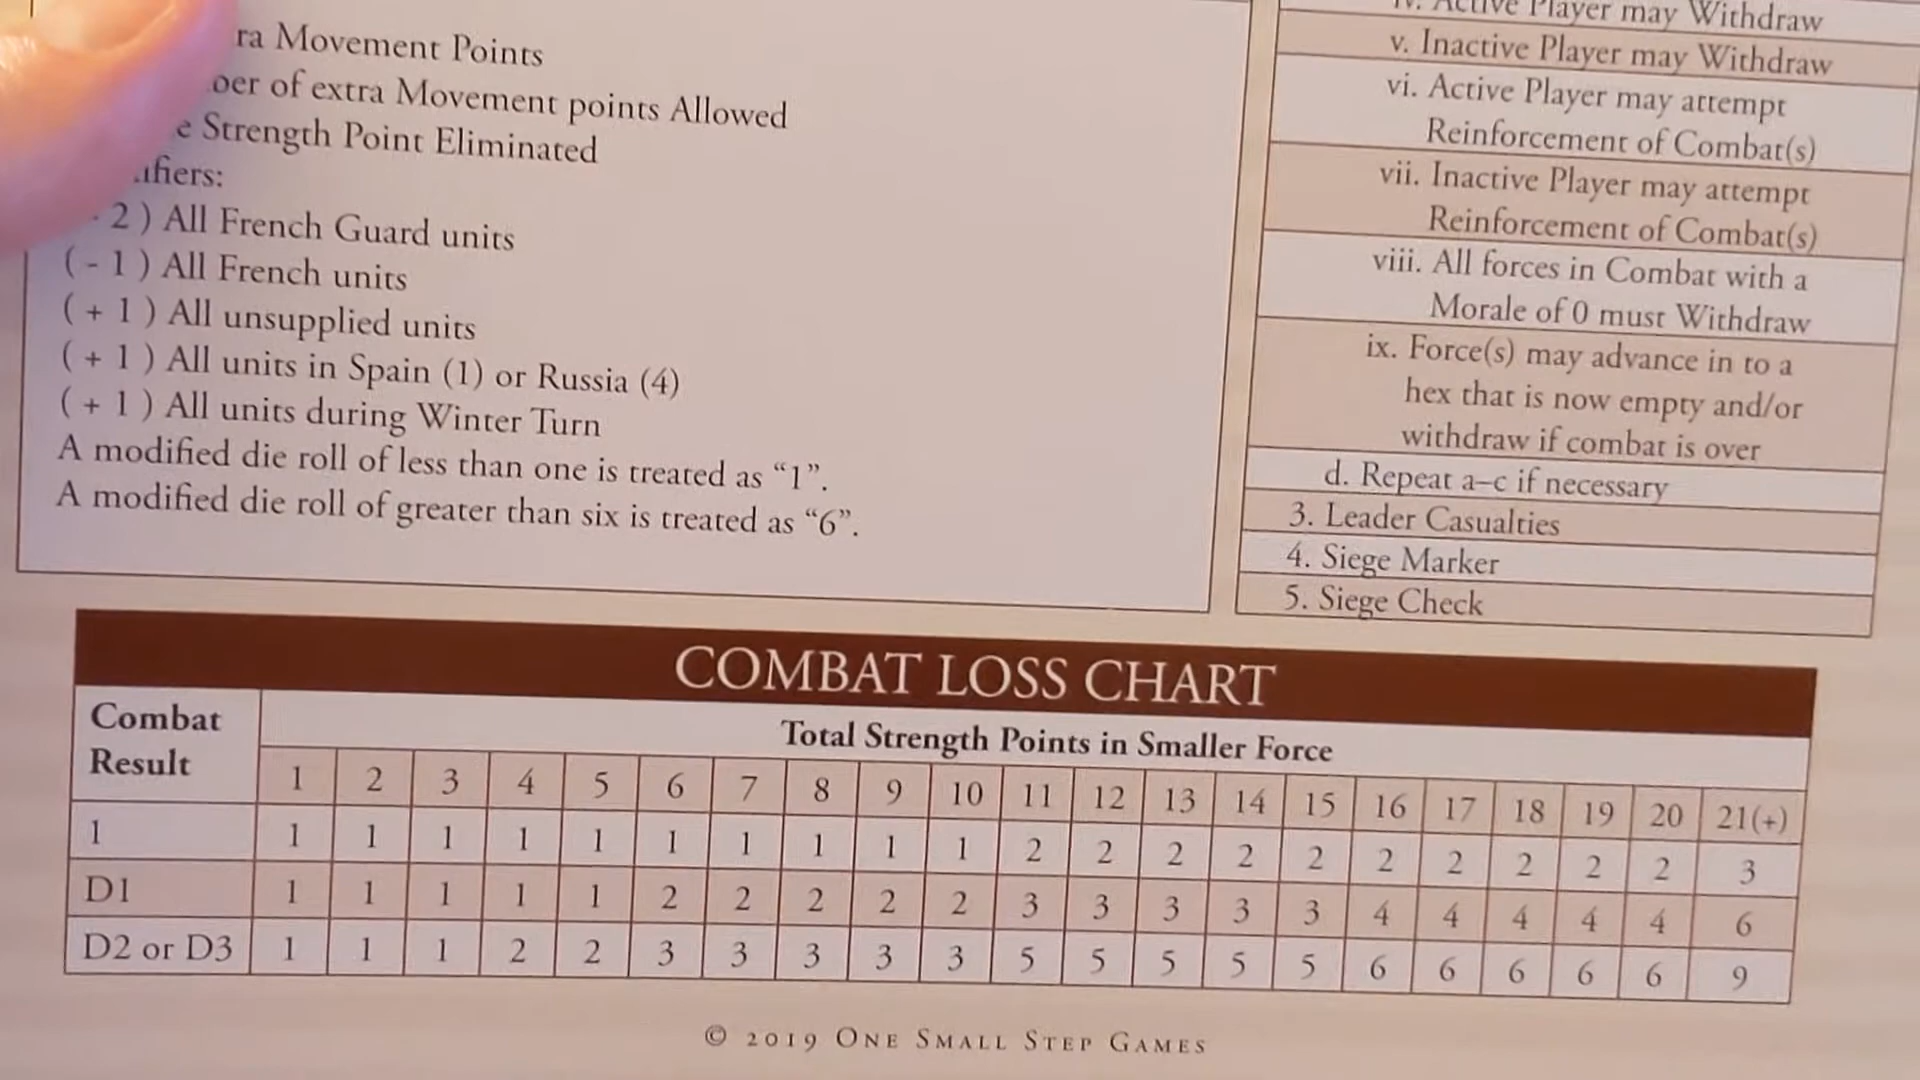 Movement Points
of extra Movement points Allowed
Strength Point Eliminated
2 ) All French Guard units
( - 1 ) All French units
( + 1 ) All unsupplied units
( + 1 ) All units in Spain (1) or Russia (4)
( + 1 ) All units during Winter Turn
A modified die roll of less than one is treated as “1”.
A modified die roll of greater than six is treated as “6”.
iv. Active Player may Withdraw
v. Inactive Player may Withdraw
vi. Active Player may attempt
Reinforcement of Combat(s)
vii. Inactive Player may attempt
Reinforcement of Combat(s)
viii. All forces in Combat with a
Morale of 0 must Withdraw
ix. Force(s) may advance in to a
hex that is now empty and/or
withdraw if combat is over
d. Repeat a–c if necessary
3. Leader Casualties
4. Siege Marker
5. Siege Check
COMBAT LOSS CHART
Combat
Result
Total Strength Points in Smaller Force
1 2 3 4 5 6 7 8 9 10 11 12 13 14 15 16 17 18 19 20 21(+)
1 1 1 1 1 1 1 1 1 1 1 2 2 2 2 2 2 2 2 2 2 3
D1 1 1 1 1 1 2 2 2 2 2 3 3 3 3 3 4 4 4 4 4 6
D2 or D3 1 1 1 2 2 3 3 3 3 3 5 5 5 5 5 6 6 6 6 6 9
© 2019 ONE SMALL STEP GAMES